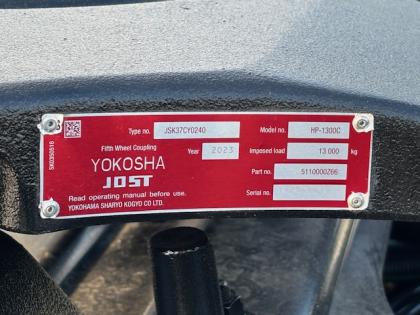 Type no. JSK37CY0240 Model no. HP-1300C
Fifth Wheel Coupling Year 2023 Imposed load 13 000 kg
YOKOSHA Part no. 5110000Z66
JOST Serial no.
Read operating manual before use.
YOKOHAMA SHARYO KOGYO CO LTD.
SK0350518